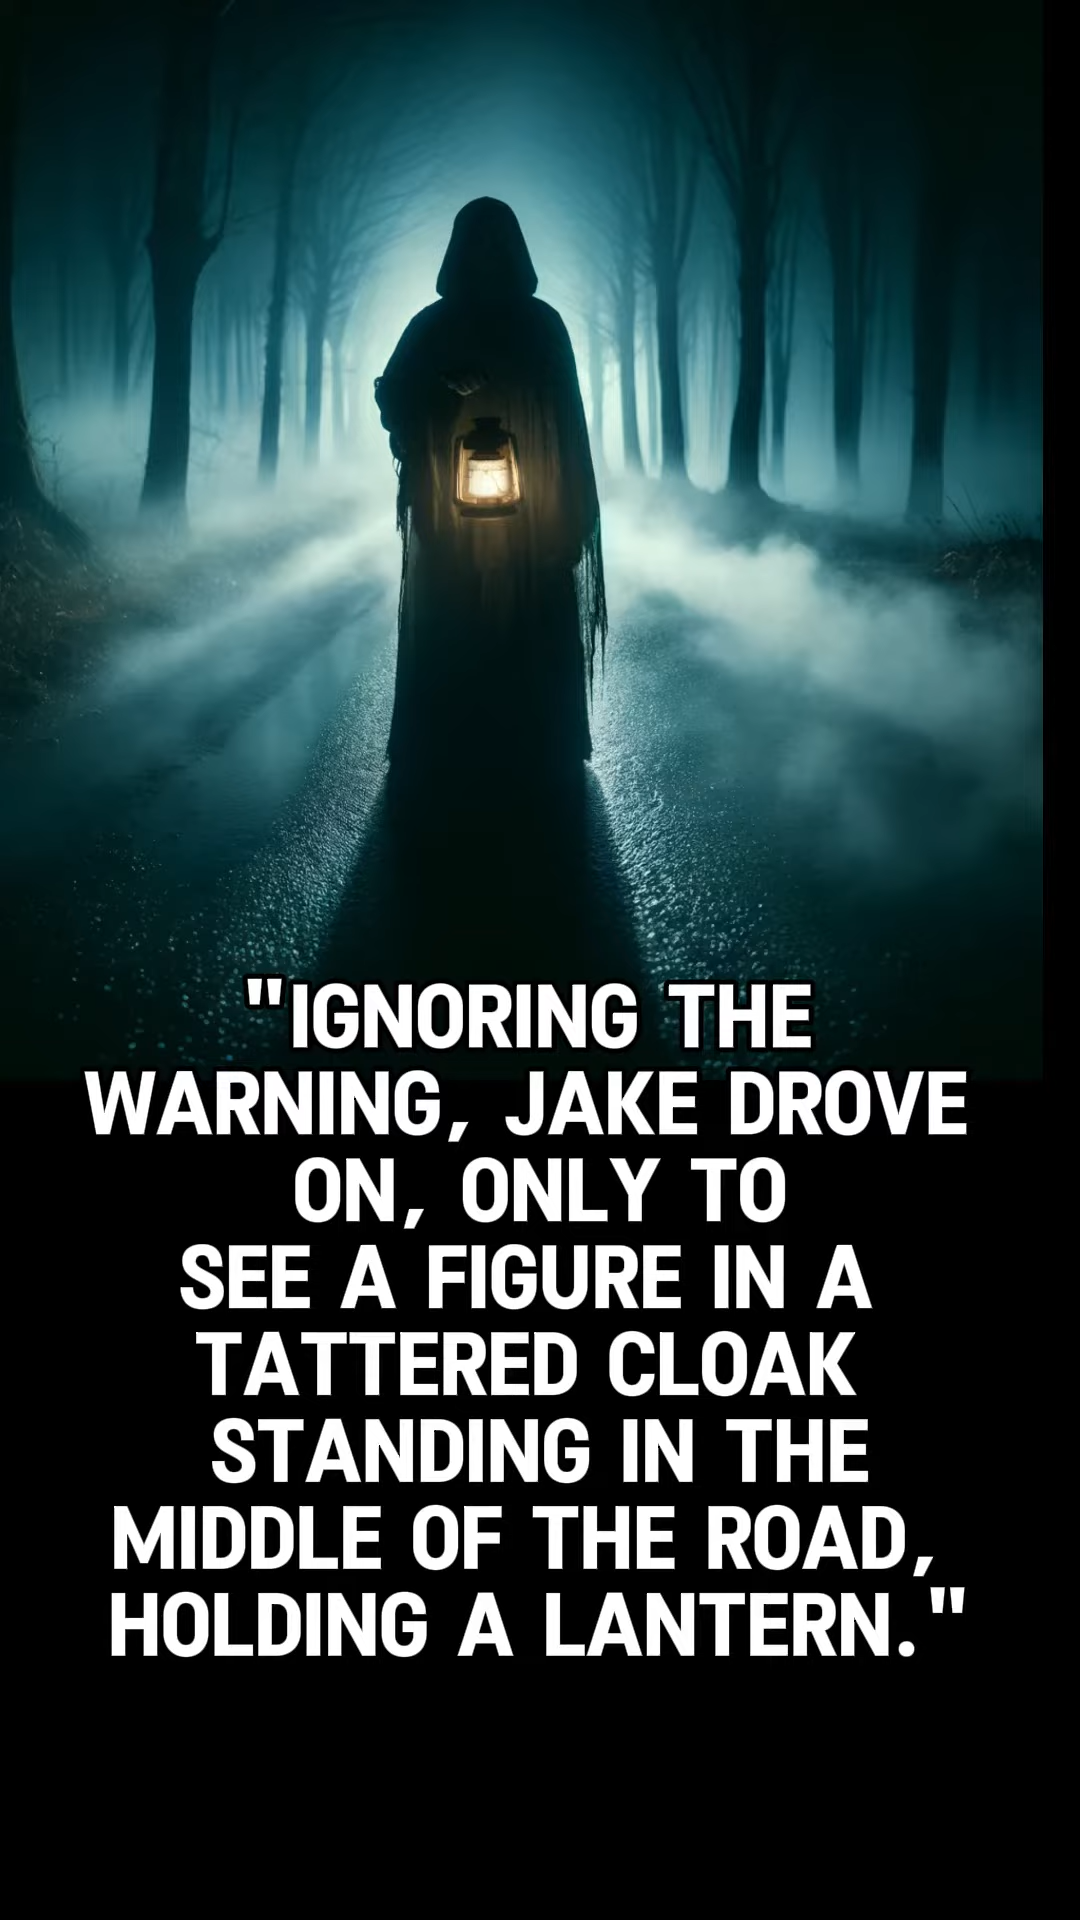 "IGNORING THE
WARNING, JAKE DROVE
ON, ONLY TO
SEE A FIGURE IN A
TATTERED CLOAK
STANDING IN THE
MIDDLE OF THE ROAD,
HOLDING A LANTERN."